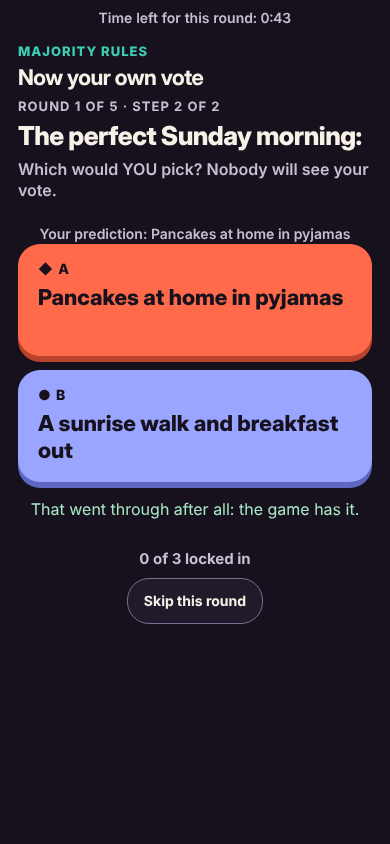 Time left for this round: 0:43
MAJORITY RULES
Now your own vote
ROUND 1 OF 5 · STEP 2 OF 2
The perfect Sunday morning:
Which would YOU pick? Nobody will see your
vote.
Your prediction: Pancakes at home in pyjamas
◆ A
Pancakes at home in pyjamas
● B
A sunrise walk and breakfast
out
That went through after all: the game has it.
0 of 3 locked in
Skip this round